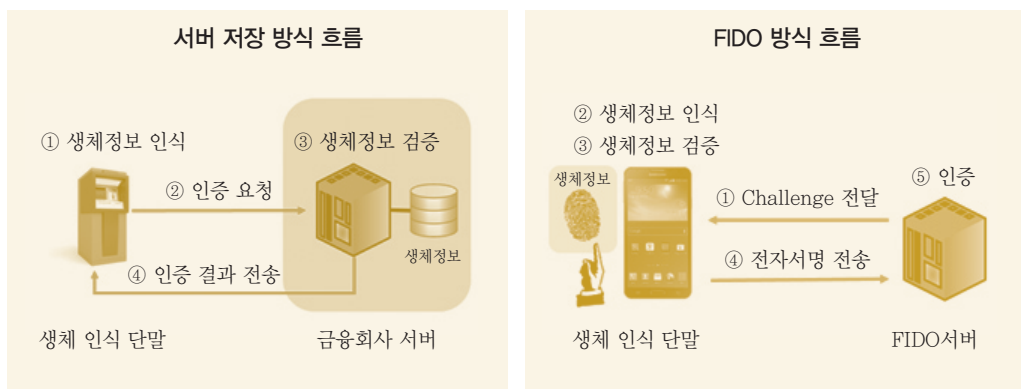 서버 저장 방식 흐름
① 생체정보 인식
③ 생체정보 검증
② 인증 요청
생체정보
④ 인증 결과 전송
생체 인식 단말
금융회사 서버
FIDO 방식 흐름
② 생체정보 인식
③ 생체정보 검증
생체정보
⑤ 인증
① Challenge 전달
④ 전자서명 전송
생체 인식 단말
FIDO서버